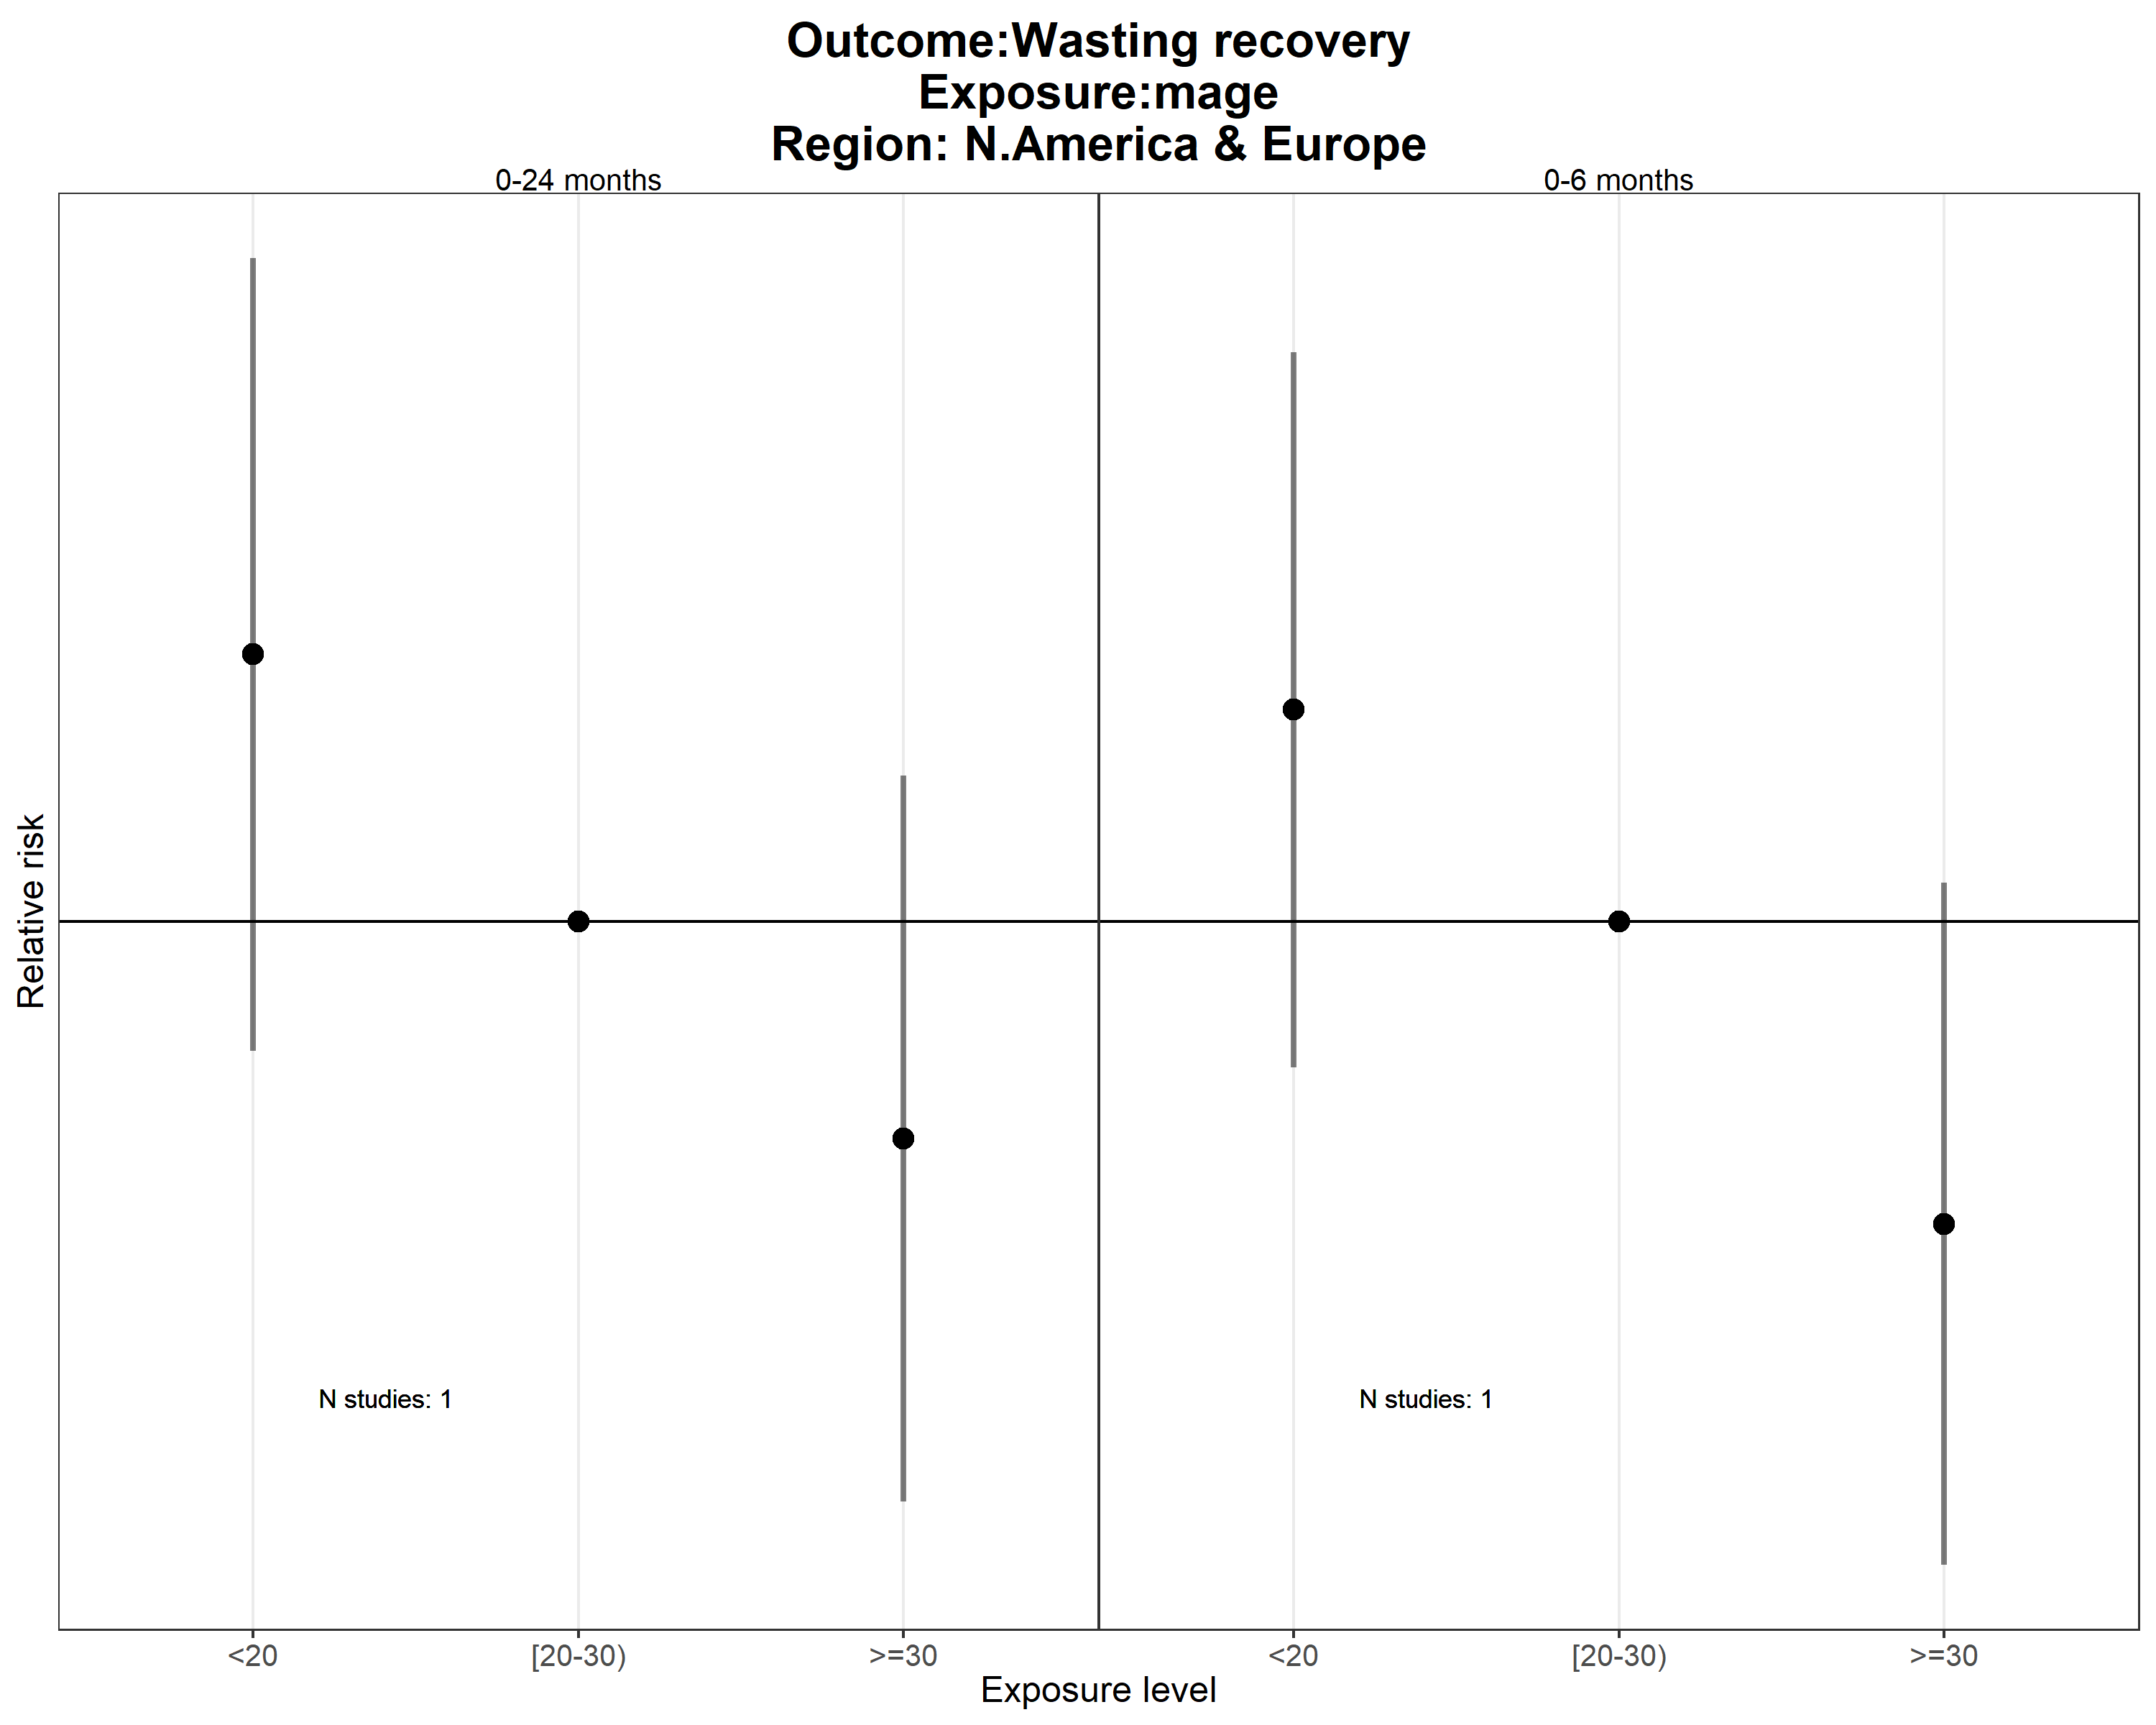 Outcome:Wasting recovery
Exposure:mage
Region: N.America & Europe
0-24 months
0-6 months
Relative risk
N studies: 1
N studies: 1
<20
[20-30)
>=30
<20
[20-30)
>=30
Exposure level